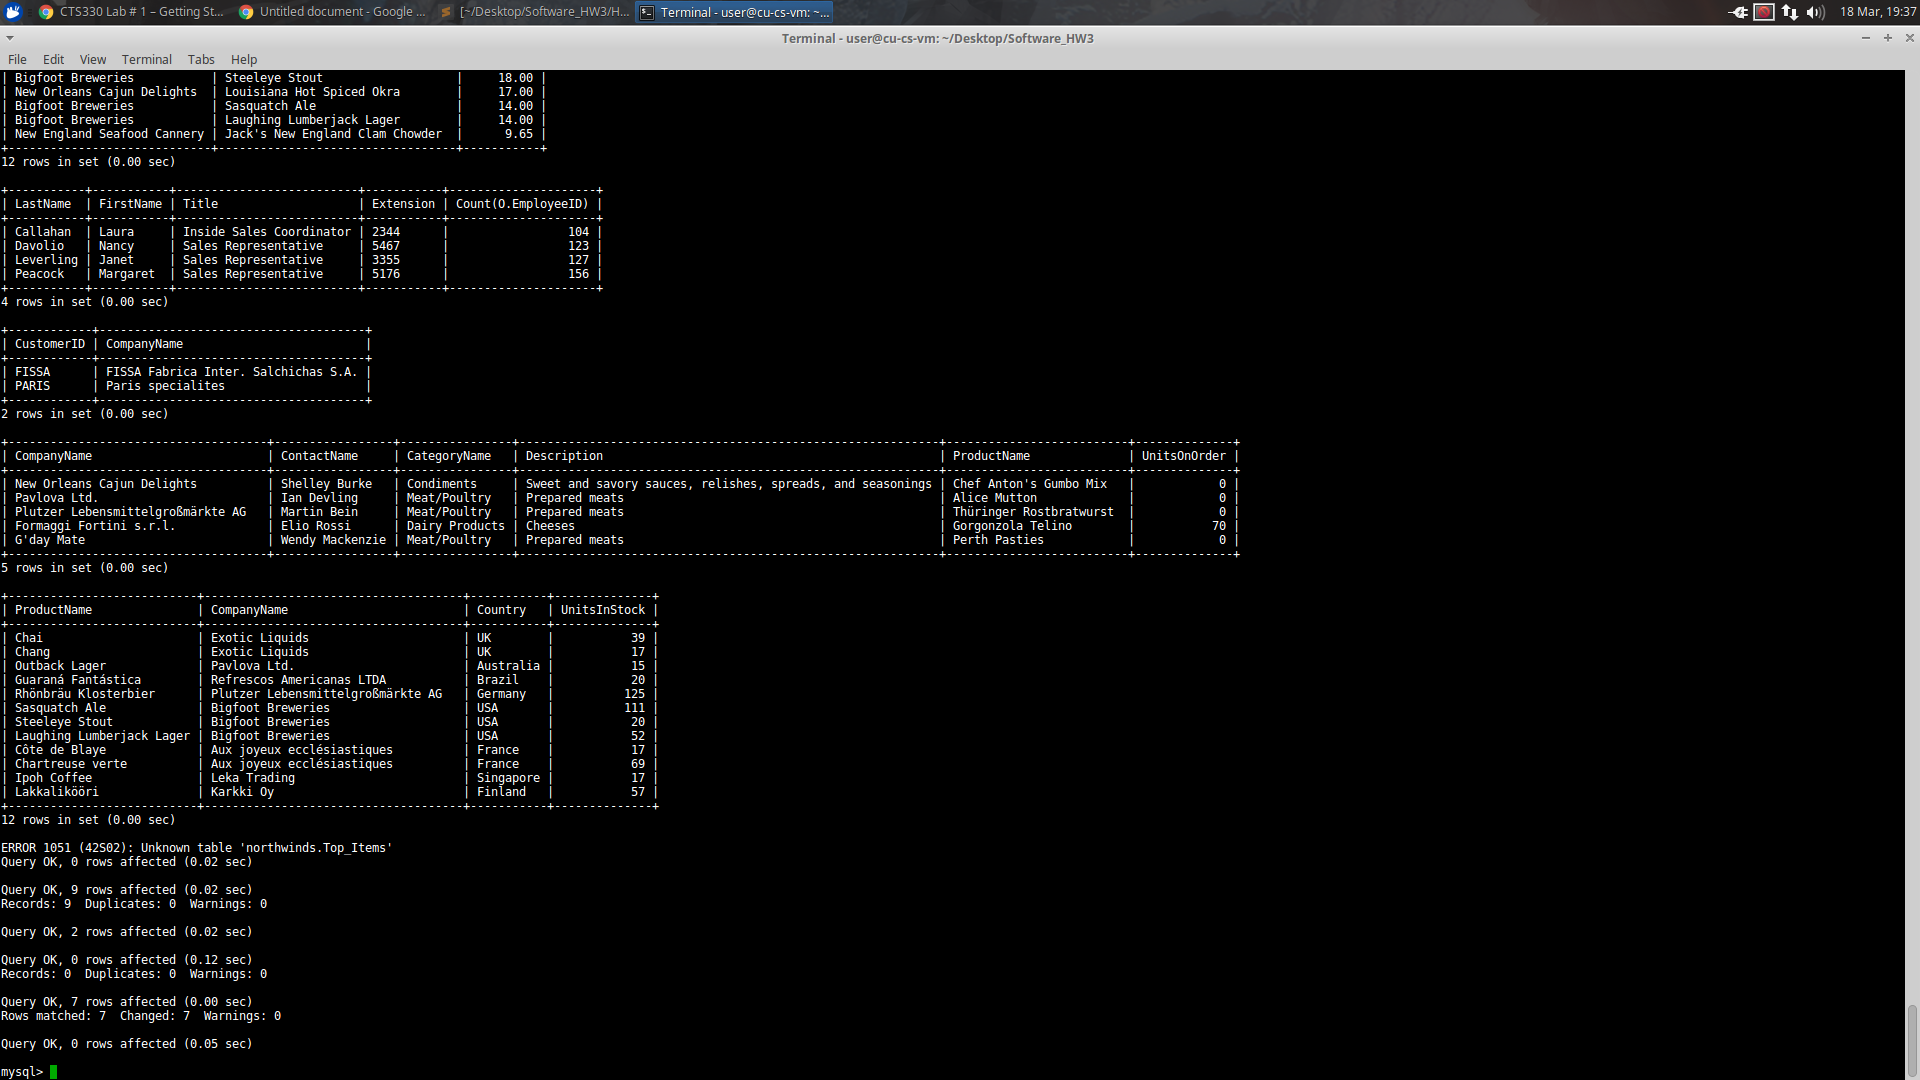 CTS330 Lab # 1 – Getting St...
Untitled document - Google ...
[~/Desktop/Software_HW3/H...
Terminal - user@cu-cs-vm: ~...
18 Mar, 19:37
Terminal - user@cu-cs-vm: ~/Desktop/Software_HW3
File Edit View Terminal Tabs Help
| Bigfoot Breweries | Steeleye Stout | 18.00 |
| New Orleans Cajun Delights | Louisiana Hot Spiced Okra | 17.00 |
| Bigfoot Breweries | Sasquatch Ale | 14.00 |
| Bigfoot Breweries | Laughing Lumberjack Lager | 14.00 |
| New England Seafood Cannery | Jack's New England Clam Chowder | 9.65 |
12 rows in set (0.00 sec)
| LastName | FirstName | Title | Extension | Count(O.EmployeeID) |
| Callahan | Laura | Inside Sales Coordinator | 2344 | 104 |
| Davolio | Nancy | Sales Representative | 5467 | 123 |
| Leverling | Janet | Sales Representative | 3355 | 127 |
| Peacock | Margaret | Sales Representative | 5176 | 156 |
4 rows in set (0.00 sec)
| CustomerID | CompanyName |
| FISSA | FISSA Fabrica Inter. Salchichas S.A. |
| PARIS | Paris specialites |
2 rows in set (0.00 sec)
| CompanyName | ContactName | CategoryName | Description | ProductName | UnitsOnOrder |
| New Orleans Cajun Delights | Shelley Burke | Condiments | Sweet and savory sauces, relishes, spreads, and seasonings | Chef Anton's Gumbo Mix | 0 |
| Pavlova Ltd. | Ian Devling | Meat/Poultry | Prepared meats | Alice Mutton | 0 |
| Plutzer Lebensmittelgroßmärkte AG | Martin Bein | Meat/Poultry | Prepared meats | Thüringer Rostbratwurst | 0 |
| Formaggi Fortini s.r.l. | Elio Rossi | Dairy Products | Cheeses | Gorgonzola Telino | 70 |
| G'day Mate | Wendy Mackenzie | Meat/Poultry | Prepared meats | Perth Pasties | 0 |
5 rows in set (0.00 sec)
| ProductName | CompanyName | Country | UnitsInStock |
| Chai | Exotic Liquids | UK | 39 |
| Chang | Exotic Liquids | UK | 17 |
| Outback Lager | Pavlova Ltd. | Australia | 15 |
| Guaraná Fantástica | Refrescos Americanas LTDA | Brazil | 20 |
| Rhönbräu Klosterbier | Plutzer Lebensmittelgroßmärkte AG | Germany | 125 |
| Sasquatch Ale | Bigfoot Breweries | USA | 111 |
| Steeleye Stout | Bigfoot Breweries | USA | 20 |
| Laughing Lumberjack Lager | Bigfoot Breweries | USA | 52 |
| Côte de Blaye | Aux joyeux ecclésiastiques | France | 17 |
| Chartreuse verte | Aux joyeux ecclésiastiques | France | 69 |
| Ipoh Coffee | Leka Trading | Singapore | 17 |
| Lakkalikööri | Karkki Oy | Finland | 57 |
12 rows in set (0.00 sec)
ERROR 1051 (42S02): Unknown table 'northwinds.Top_Items'
Query OK, 0 rows affected (0.02 sec)
Query OK, 9 rows affected (0.02 sec)
Records: 9 Duplicates: 0 Warnings: 0
Query OK, 2 rows affected (0.02 sec)
Query OK, 0 rows affected (0.12 sec)
Records: 0 Duplicates: 0 Warnings: 0
Query OK, 7 rows affected (0.00 sec)
Rows matched: 7 Changed: 7 Warnings: 0
Query OK, 0 rows affected (0.05 sec)
mysql>